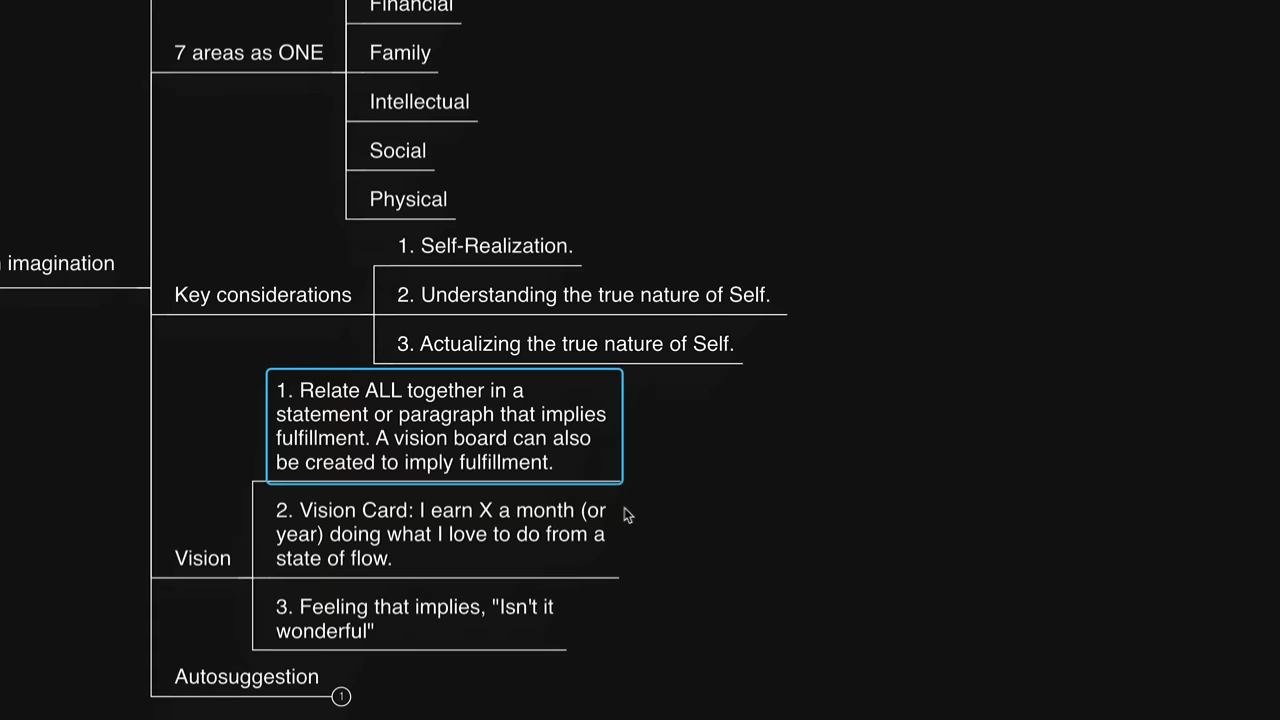 Financial
7 areas as ONE
Family
Intellectual
Social
Physical
imagination
1. Self-Realization.
Key considerations
2. Understanding the true nature of Self.
3. Actualizing the true nature of Self.
1. Relate ALL together in a
statement or paragraph that implies
fulfillment. A vision board can also
be created to imply fulfillment.
2. Vision Card: I earn X a month (or
year) doing what I love to do from a
state of flow.
Vision
3. Feeling that implies, "Isn't it
wonderful"
Autosuggestion
1